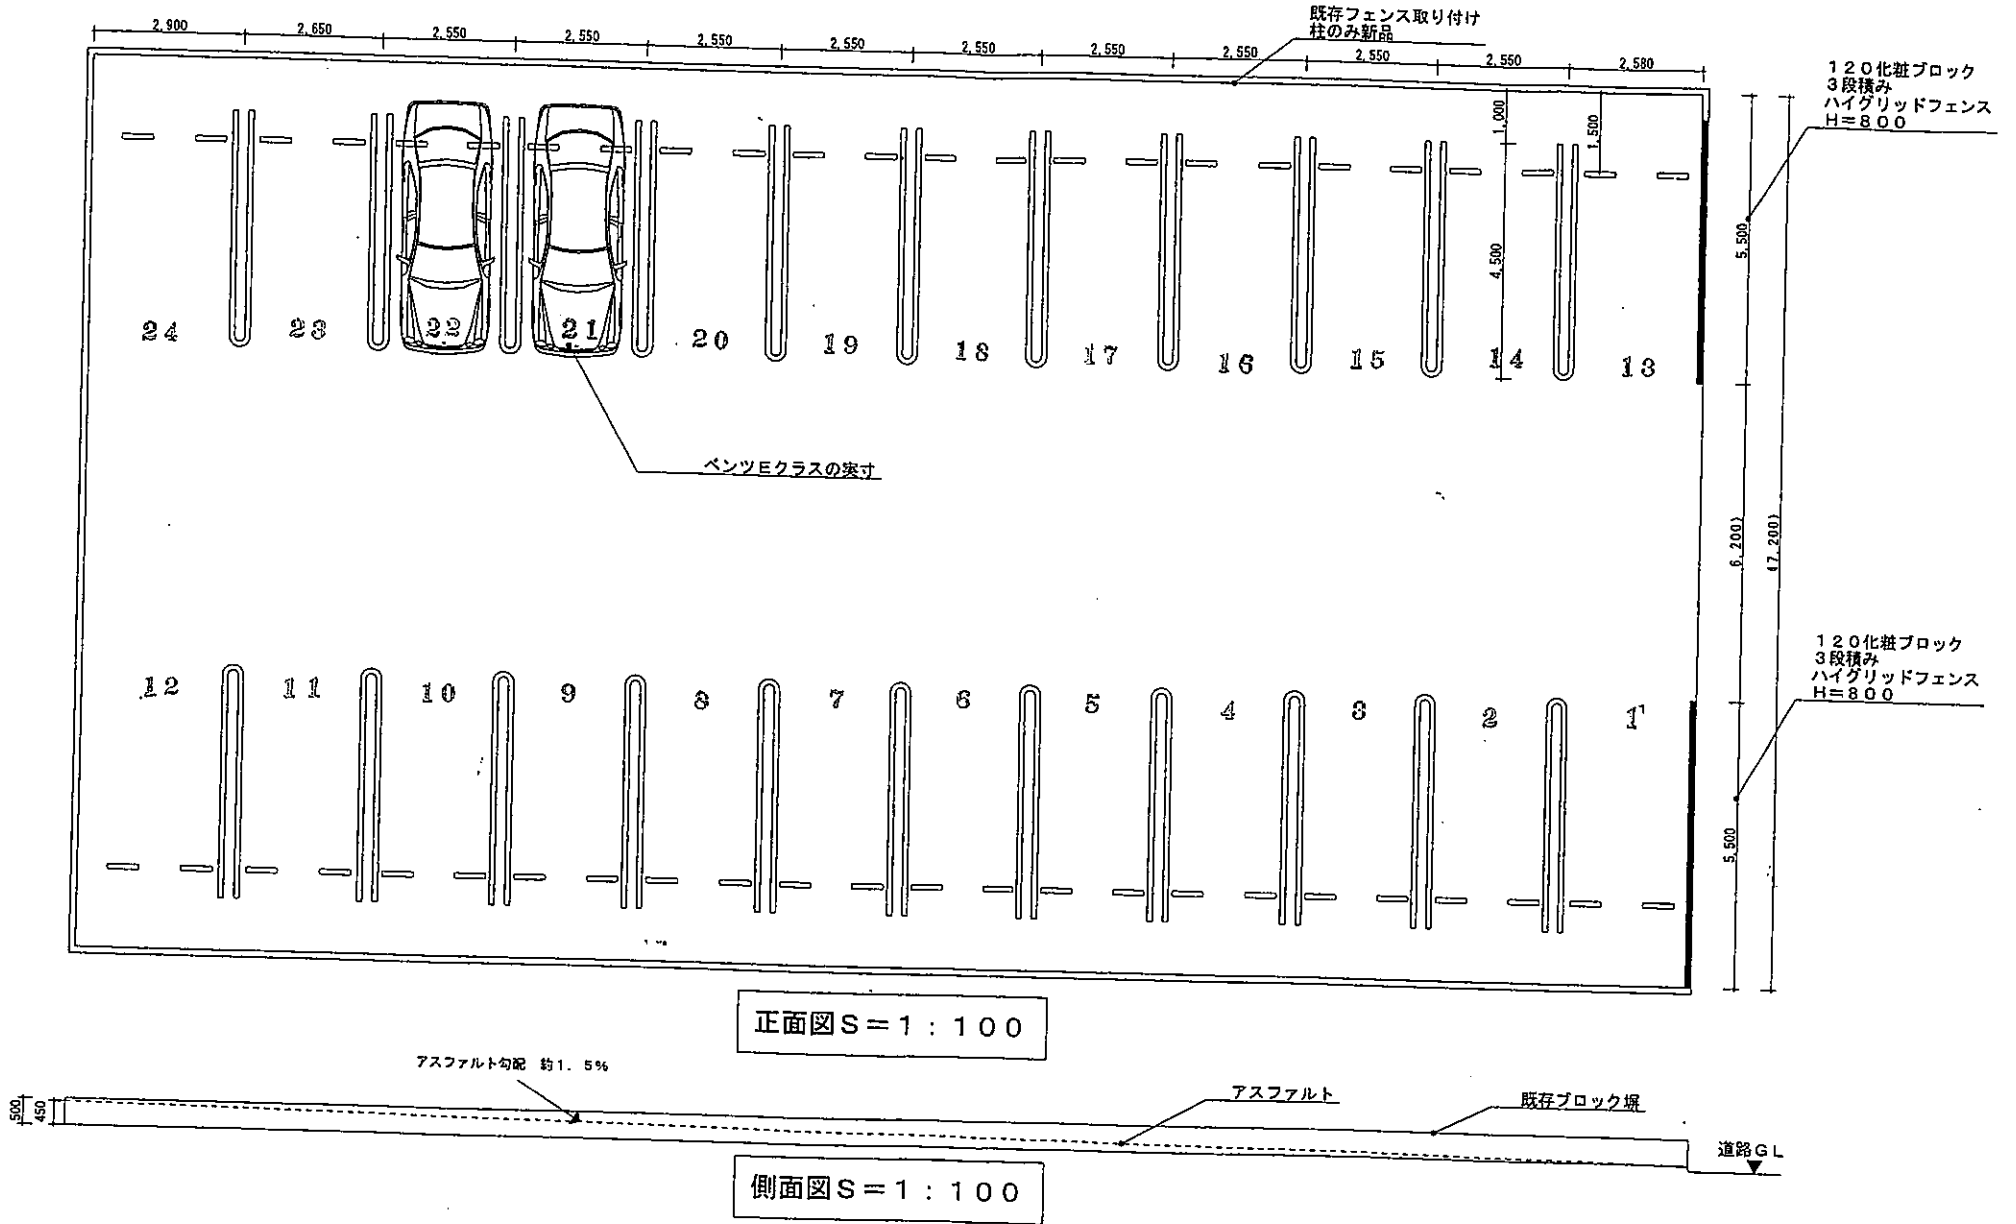 2,900
2,650
2,550
2,550
2,550
2,550
2,550
2,550
2,550
2,550
2,550
2,580
既存フェンス取り付け
柱のみ新品
120化粧ブロック
3段積み
ハイグリッドフェンス
H=800
1,000
1,500
4,500
5,500
24
23
22
21
20
19
18
17
16
15
14
13
ベンツEクラスの実寸
6,200)
17,200)
120化粧ブロック
3段積み
ハイグリッドフェンス
H=800
5,500
12
11
10
9
8
7
6
5
4
3
2
1
正面図S=1:100
アスファルト勾配 約1.5%
500
450
アスファルト
既存ブロック塀
道路GL
側面図S=1:100